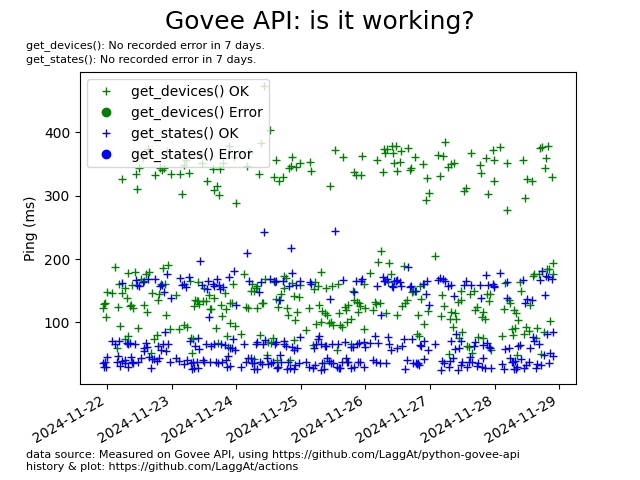 Govee API: is it working?
get_devices(): No recorded error in 7 days.
get_states(): No recorded error in 7 days.
get_devices() OK
get_devices() Error
get_states() OK
get_states() Error
400
300
200
100
Ping (ms)
2024-11-22
2024-11-23
2024-11-24
2024-11-25
2024-11-26
2024-11-27
2024-11-28
2024-11-29
data source: Measured on Govee API, using https://github.com/LaggAt/python-govee-api
history & plot: https://github.com/LaggAt/actions